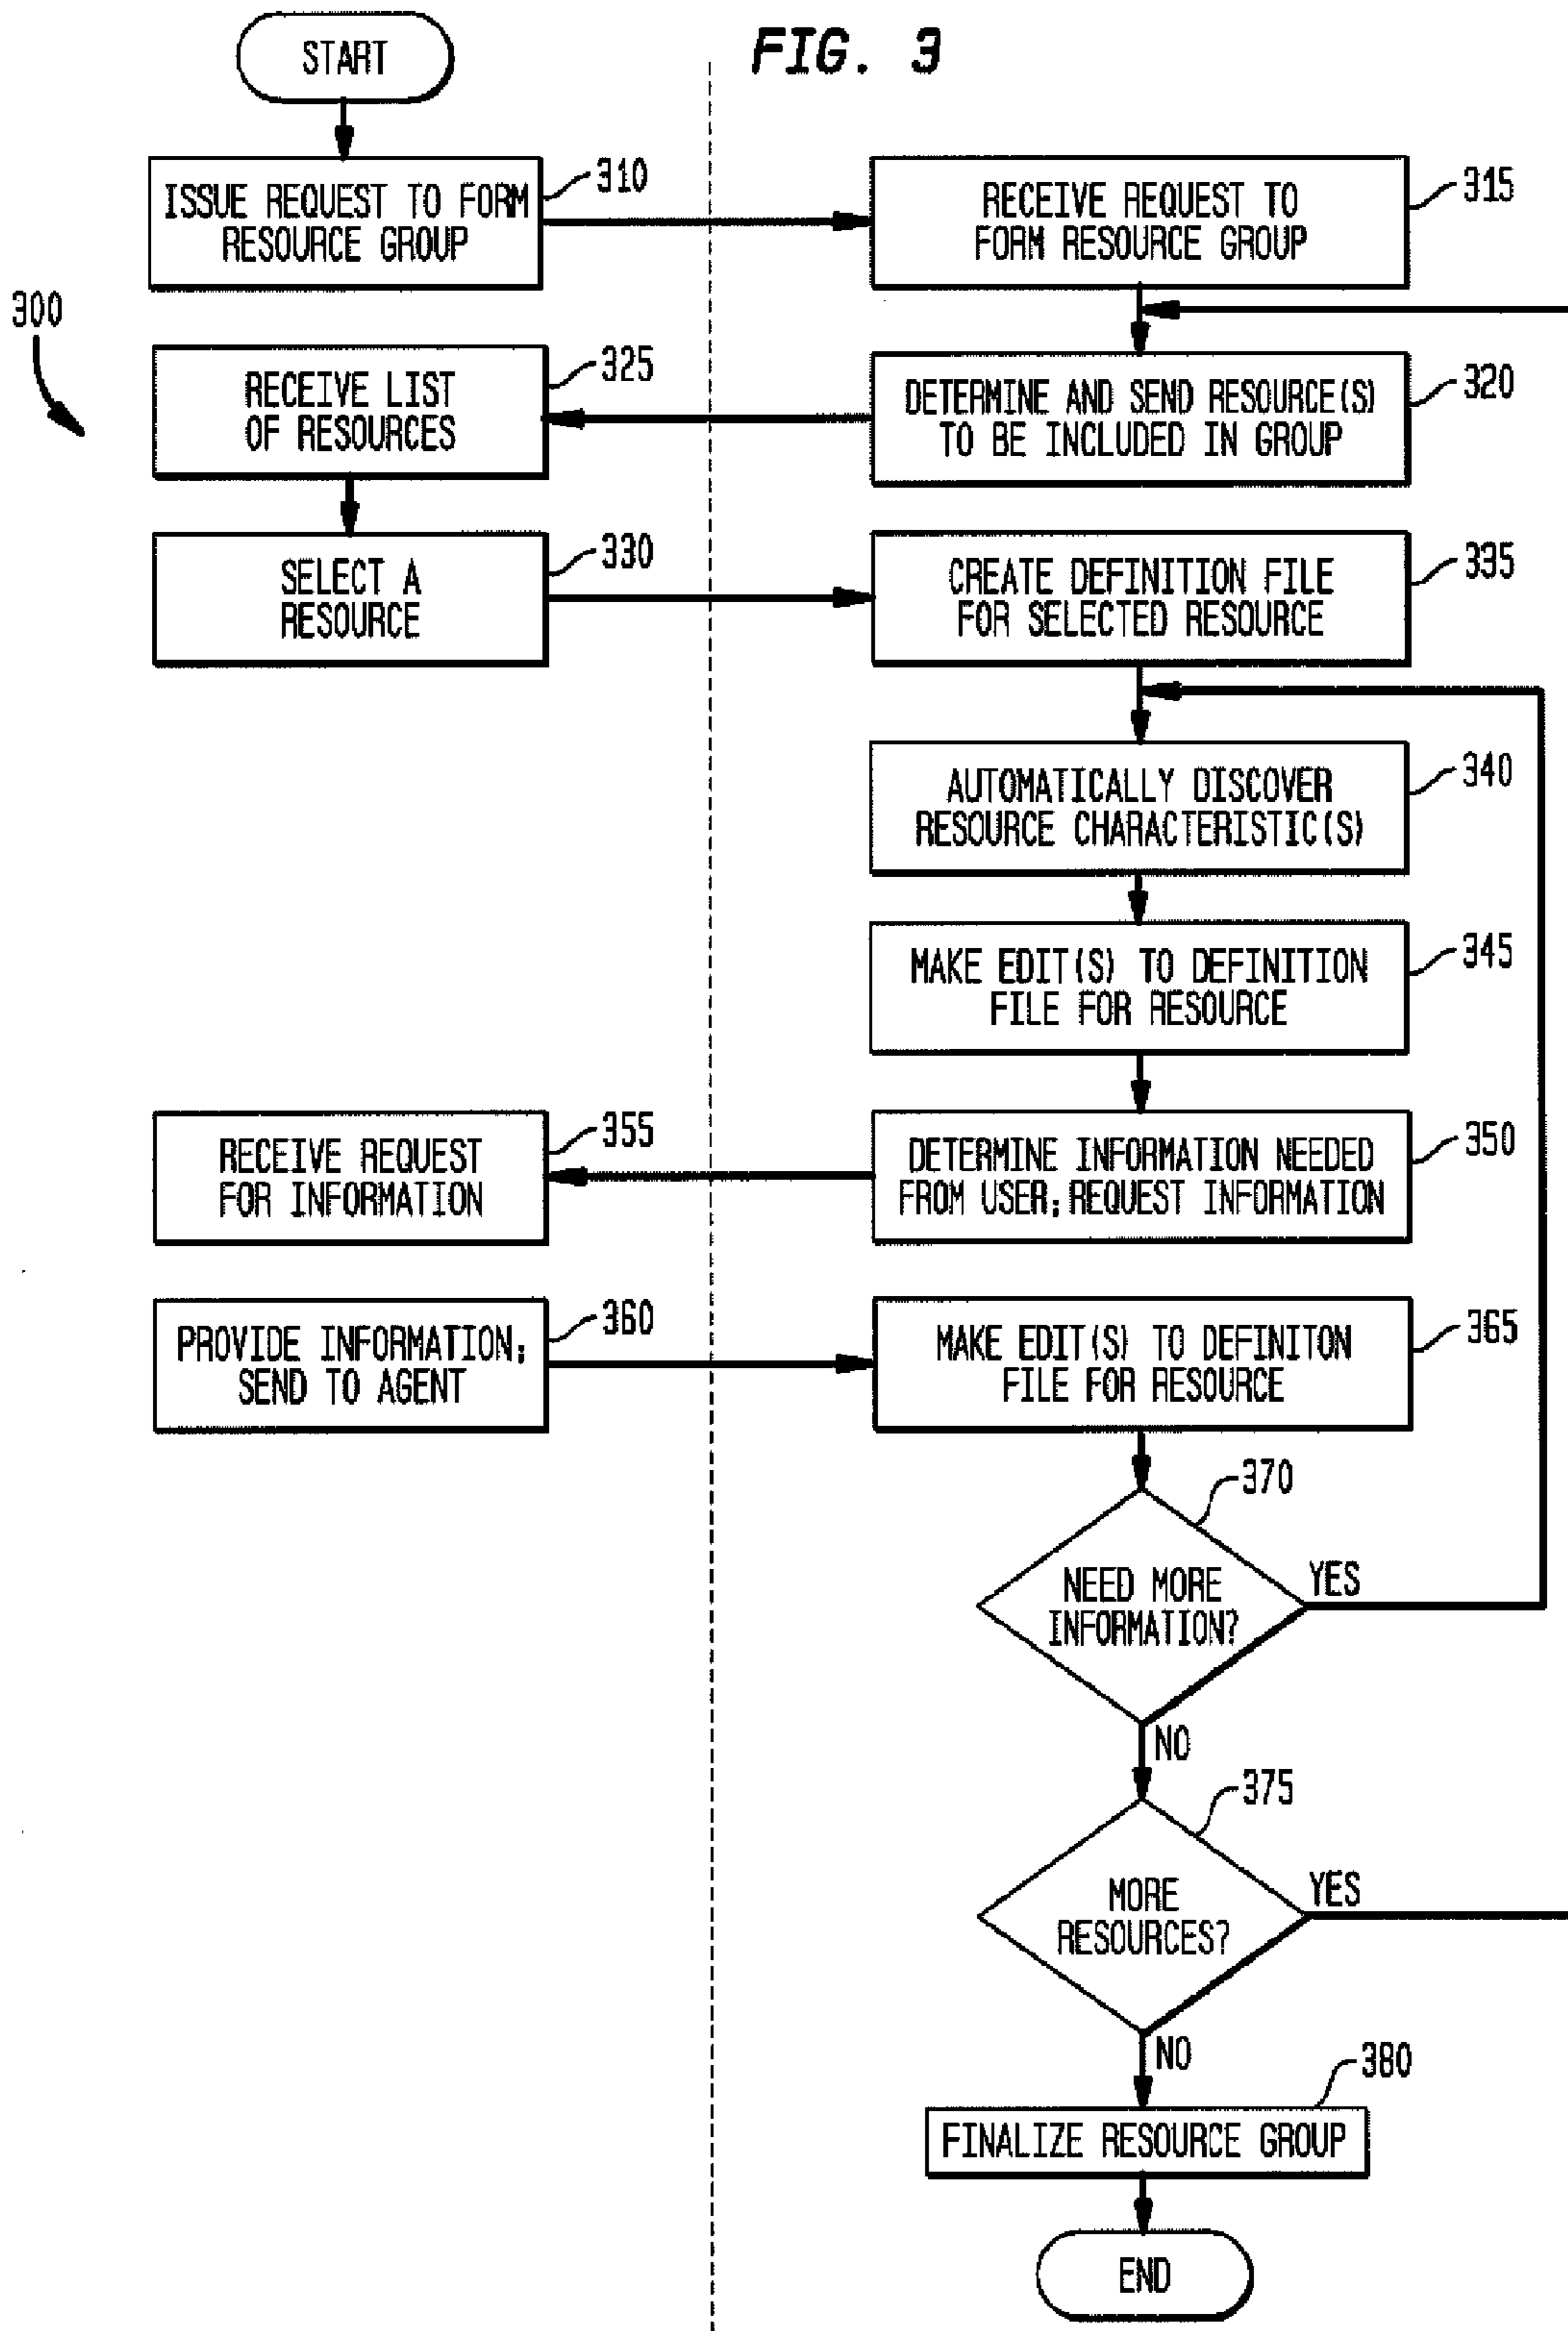 START
FIG. 3
ISSUE REQUEST TO FORM
RESOURCE GROUP
310
RECEIVE REQUEST TO
FORM RESOURCE GROUP
315
300
RECEIVE LIST
OF RESOURCES
325
DETERMINE AND SEND RESOURCE(S)
TO BE INCLUDED IN GROUP
320
SELECT A
RESOURCE
330
CREATE DEFINITION FILE
FOR SELECTED RESOURCE
335
AUTOMATICALLY DISCOVER
RESOURCE CHARACTERISTIC(S)
340
MAKE EDIT(S) TO DEFINITION
FILE FOR RESOURCE
345
RECEIVE REQUEST
FOR INFORMATION
355
DETERMINE INFORMATION NEEDED
FROM USER; REQUEST INFORMATION
350
PROVIDE INFORMATION;
SEND TO AGENT
360
MAKE EDIT(S) TO DEFINITON
FILE FOR RESOURCE
365
370
NEED MORE
INFORMATION?
YES
NO
375
MORE
RESOURCES?
YES
NO
380
FINALIZE RESOURCE GROUP
END